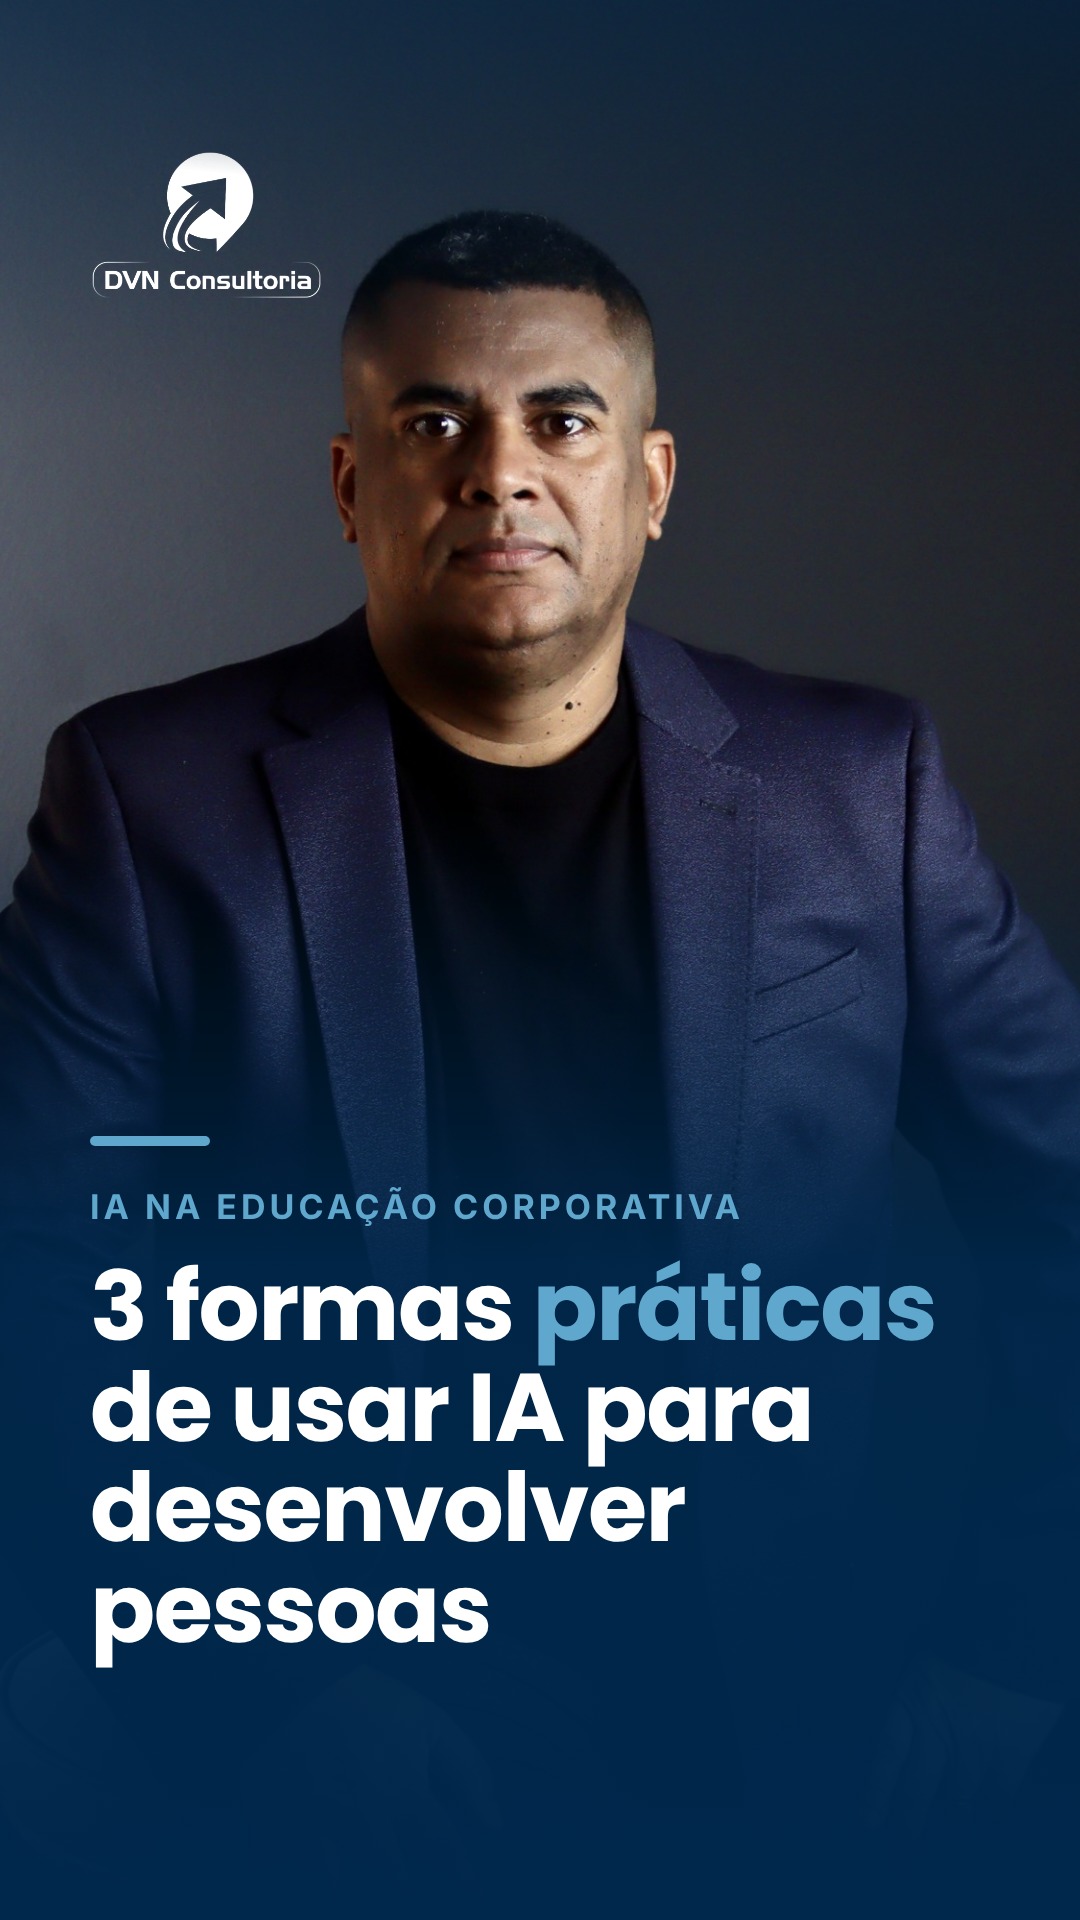 DVN Consultoria
IA NA EDUCAÇÃO CORPORATIVA
3 formas práticas
de usar IA para
desenvolver
pessoas